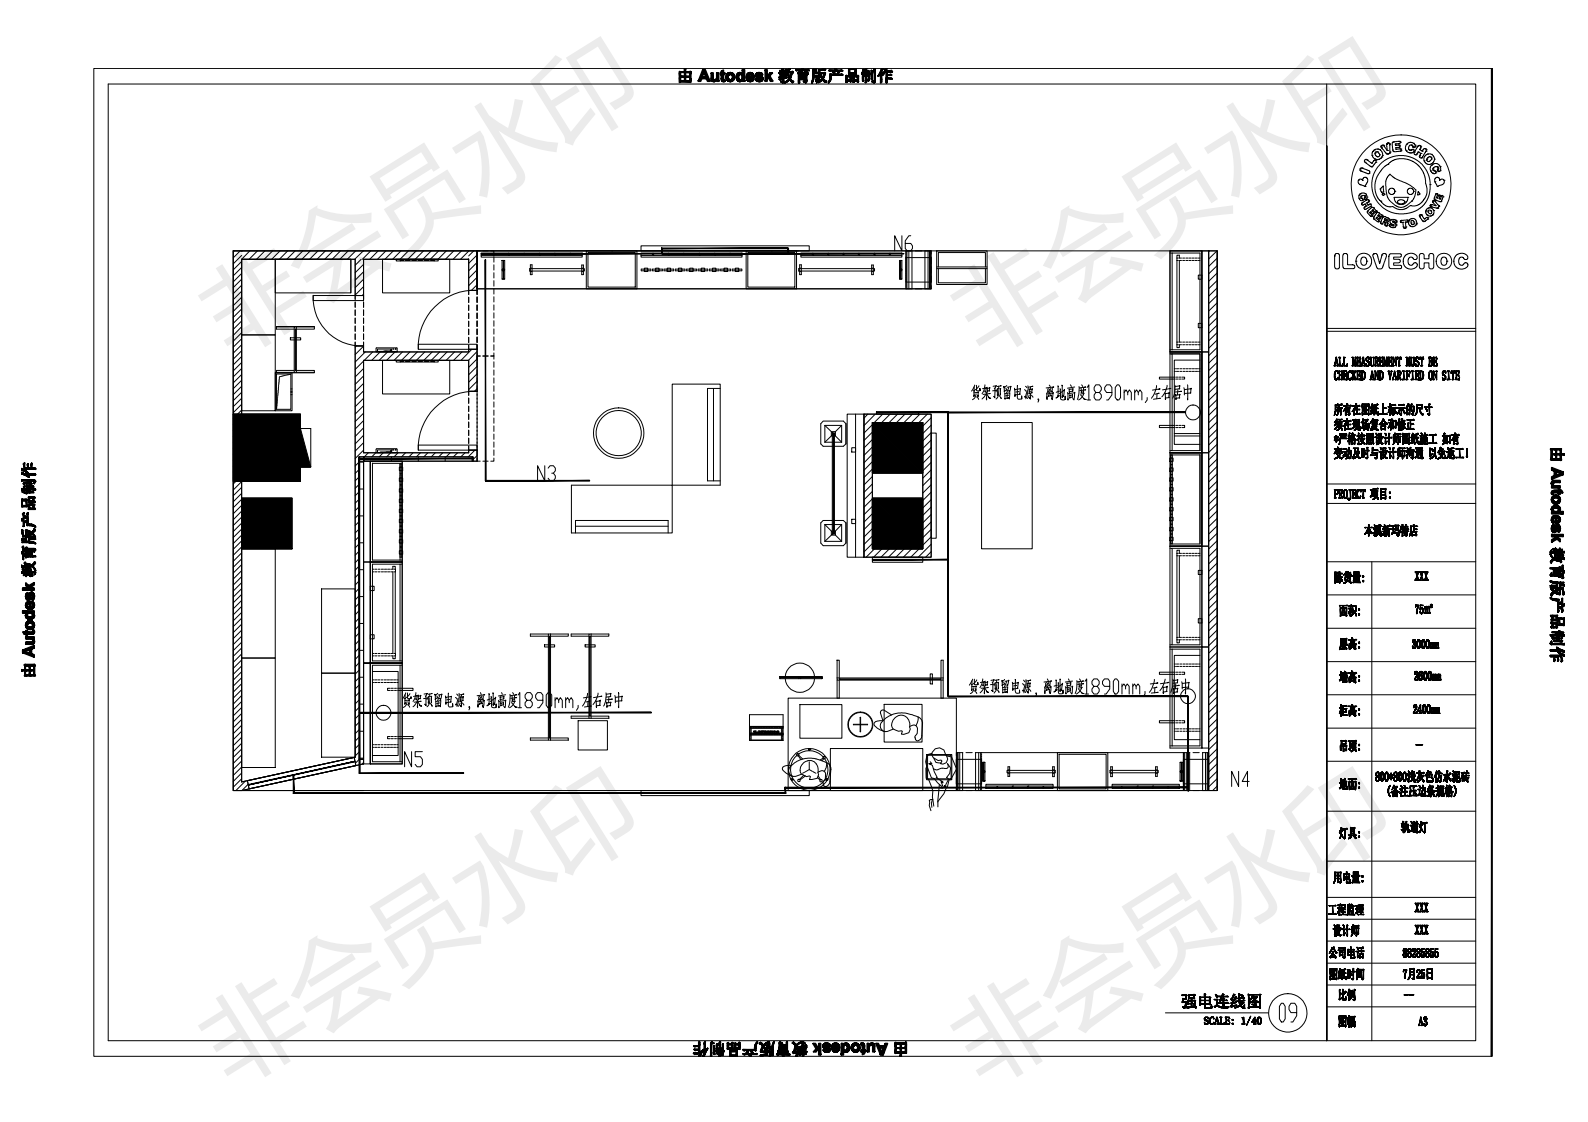 由 Autodesk 教育版产品制作
非会员水印
非会员水印
N6
货架预留电源，离地高度1890mm,左右居中
N3
货架预留电源，离地高度1890mm,左右居中
货架预留电源，离地高度1890mm,左右居中
N5
N4
非会员水印
非会员水印
强电连线图
SCALE: 1/40
09
I LOVE CHOC
CHEERS TO LOVE
ILOVECHOC
ALL MEASUREMENT MUST BE
CHECKED AND VARIFIED ON SITE
所有在图纸上标示的尺寸
须在现场复合和修正
*严格按照设计师图纸施工 如有
变动及时与设计师沟通 以免返工!
PROJECT 项目:
本溪新玛特店
陈货量: XXX
面积: 75㎡
层高: 3000mm
墙高: 2600mm
柜高: 2400mm
吊顶: —
地面: 800*800浅灰色仿水泥砖
(备注压边条规格)
灯具: 轨道灯
用电量:
工程监理 XXX
设计师 XXX
公司电话
图纸时间 7月25日
比例 —
图幅 A3
由 Autodesk 教育版产品制作
由 Autodesk 教育版产品制作
由 Autodesk 教育版产品制作